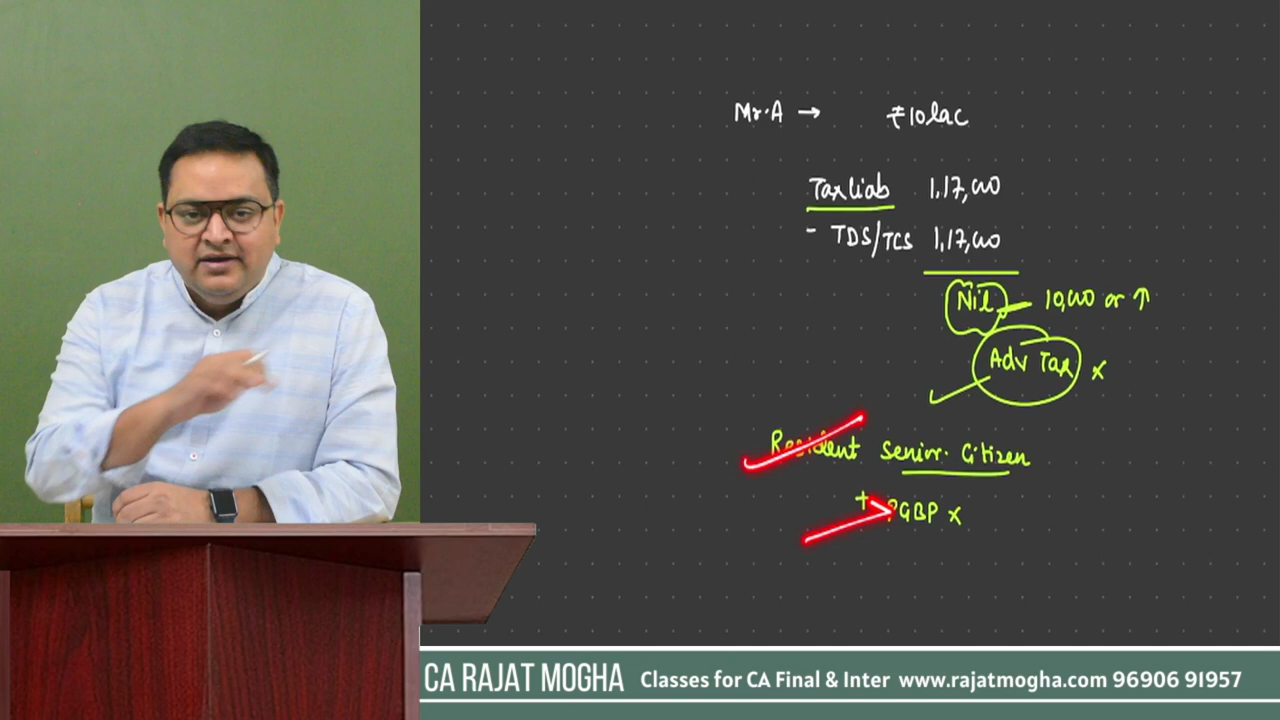 Mr. A → ₹10 lac
Tax liab 1,17,000
- TDS/TCS 1,17,000
Nil 10,000 or ↑
Adv Tax x
Resident Senior Citizen
+ PGBP x
CA RAJAT MOGHA Classes for CA Final & Inter www.rajatmogha.com 96906 91957